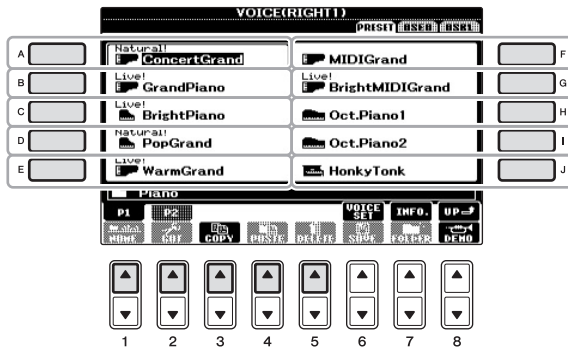 VOICE(RIGHT1)
PRESET USER USB1
A Natural! ConcertGrand MIDIGrand F
B Live! GrandPiano Live! BrightMIDIGrand G
C Live! BrightPiano Oct.Piano1 H
D Natural! PopGrand Oct.Piano2 I
E Live! WarmGrand HonkyTonk J
Piano
P1 P2 VOICE SET INFO. UP
NAME CUT COPY PASTE DELETE SAVE FOLDER DEMO
1 2 3 4 5 6 7 8